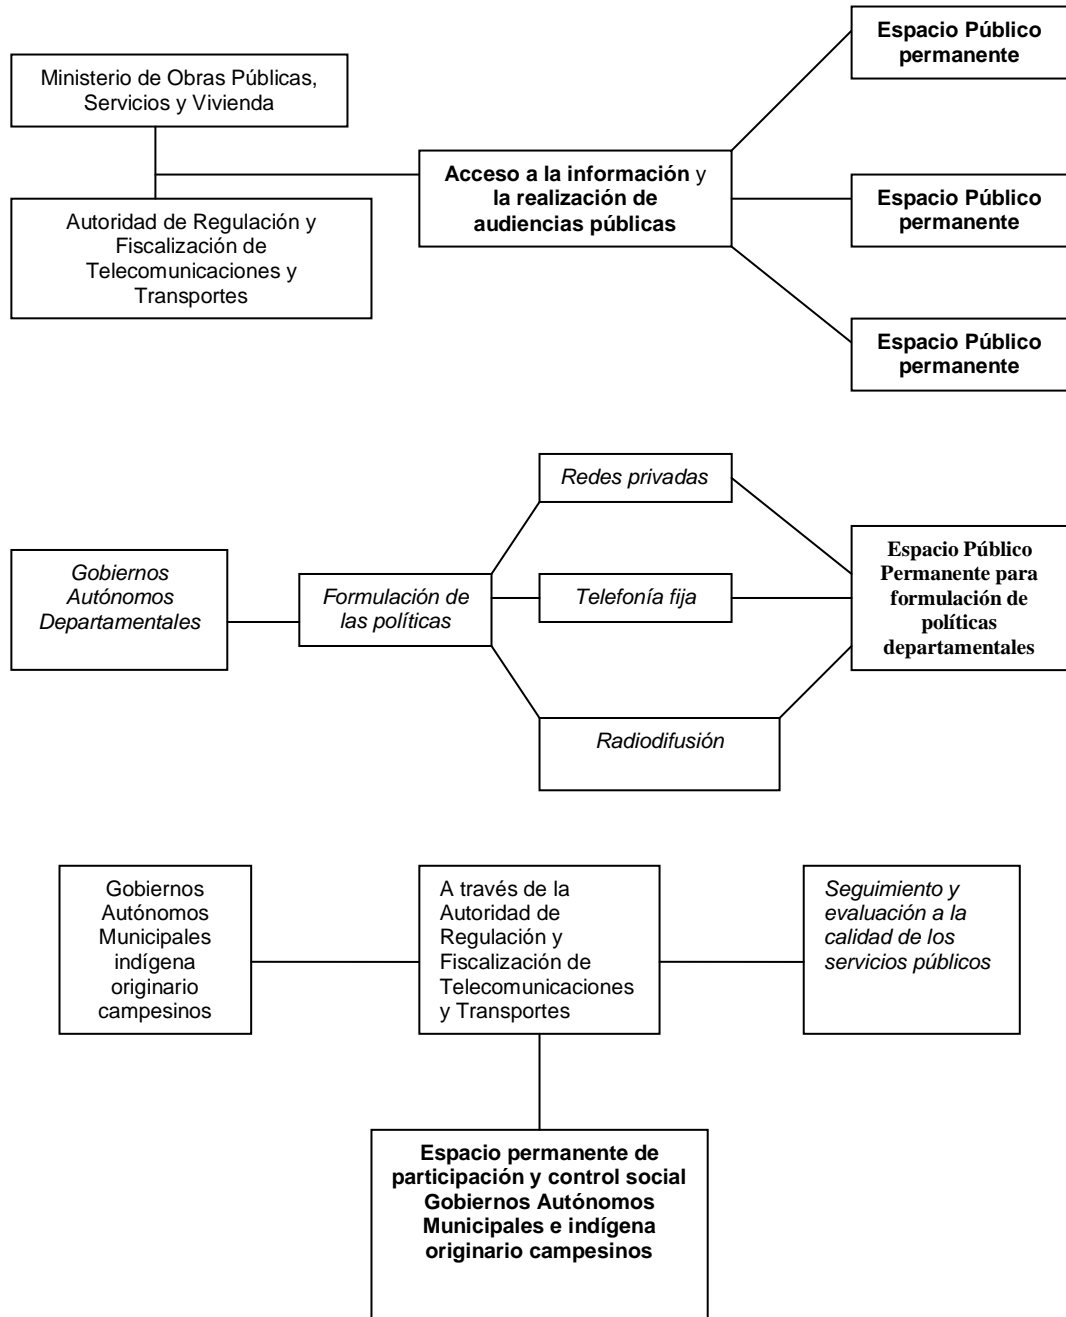 Espacio Público
permanente
Ministerio de Obras Públicas,
Servicios y Vivienda
Acceso a la información y
la realización de
audiencias públicas
Espacio Público
permanente
Autoridad de Regulación y
Fiscalización de
Telecomunicaciones y
Transportes
Espacio Público
permanente
Redes privadas
Gobiernos
Autónomos
Departamentales
Formulación de
las políticas
Telefonía fija
Espacio Público
Permanente para
formulación de
políticas
departamentales
Radiodifusión
Gobiernos
Autónomos
Municipales
indígena
originario
campesinos
A través de la
Autoridad de
Regulación y
Fiscalización de
Telecomunicaciones
y Transportes
Seguimiento y
evaluación a la
calidad de los
servicios públicos
Espacio permanente de
participación y control social
Gobiernos Autónomos
Municipales e indígena
originario campesinos